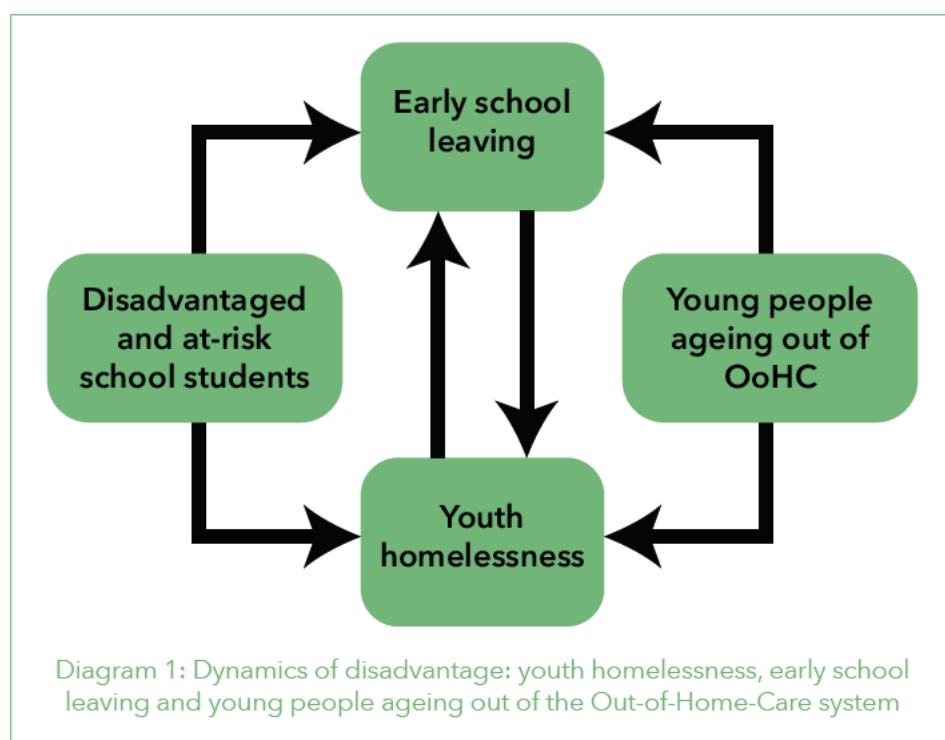 Early school
leaving
Disadvantaged
and at-risk
school students
Young people
ageing out of
OoHC
Youth
homelessness
Diagram 1: Dynamics of disadvantage: youth homelessness, early school
leaving and young people ageing out of the Out-of-Home-Care system